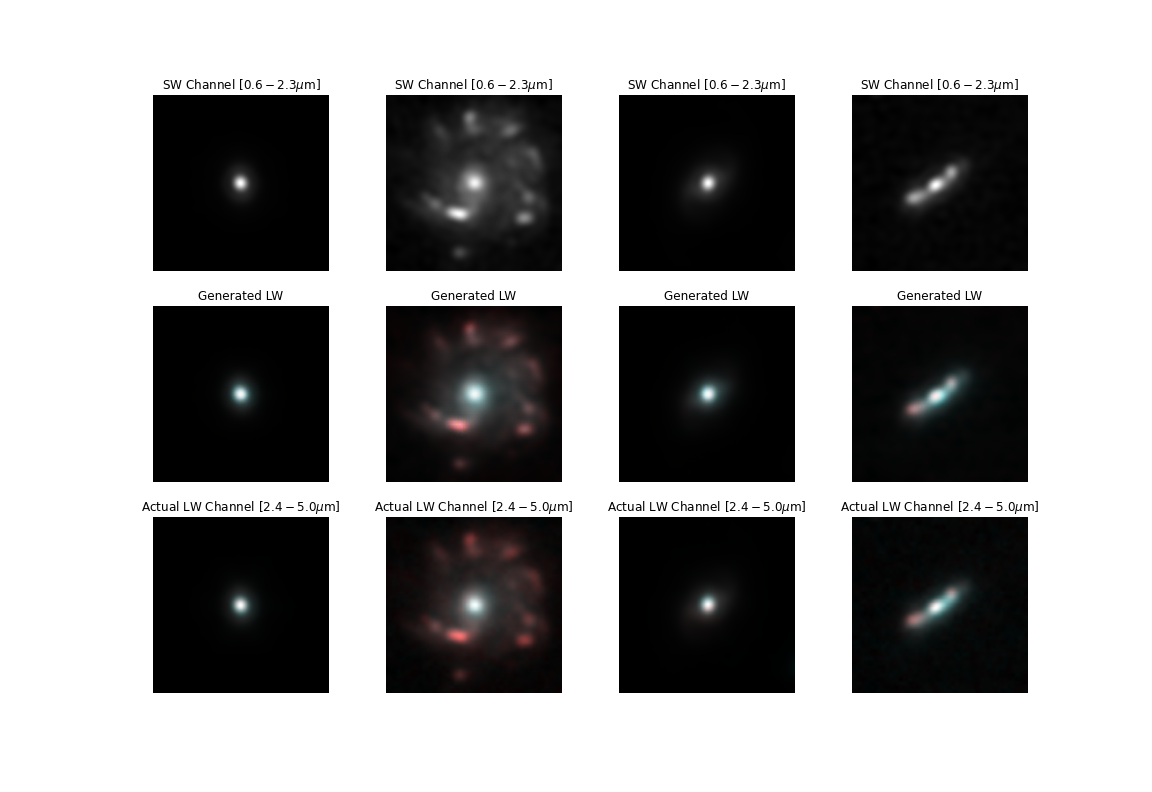 SW Channel [0.6 − 2.3μm] SW Channel [0.6 − 2.3μm] SW Channel [0.6 − 2.3μm] SW Channel [0.6 − 2.3μm]
Generated LW Generated LW Generated LW Generated LW
Actual LW Channel [2.4 − 5.0μm] Actual LW Channel [2.4 − 5.0μm] Actual LW Channel [2.4 − 5.0μm] Actual LW Channel [2.4 − 5.0μm]